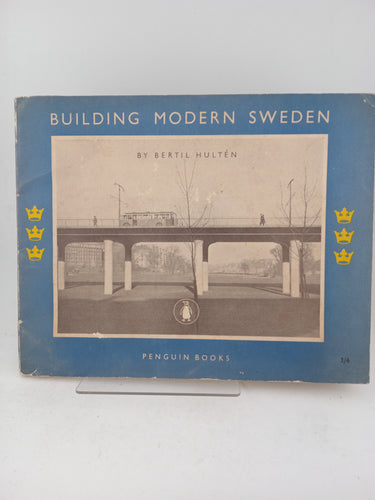 BUILDING MODERN SWEDEN
BY BERTIL HULTÉN
PENGUIN BOOKS
3/6